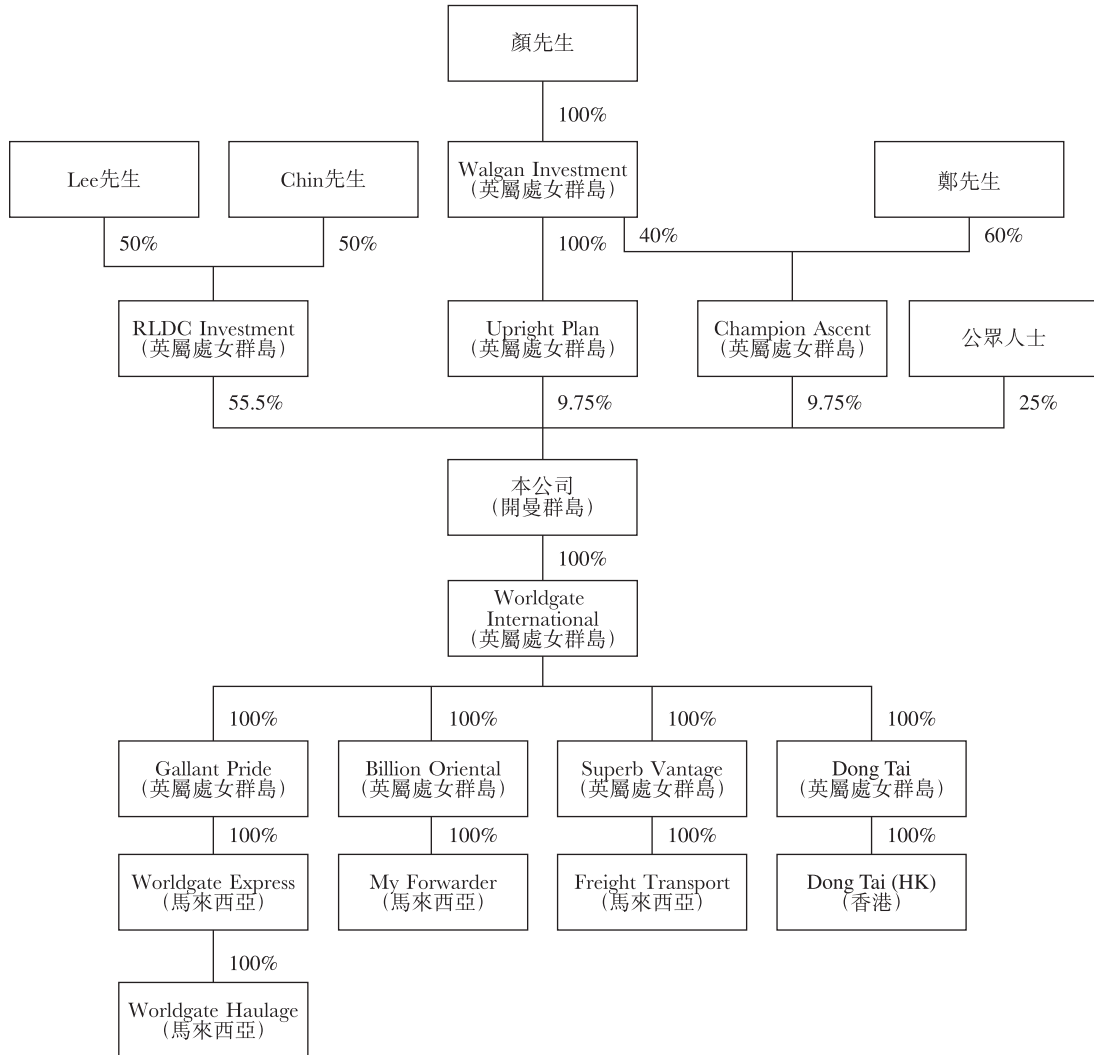 顏先生
100%
Lee先生
Chin先生
Walgan Investment
(英屬處女群島)
鄭先生
50%
50%
100%
40%
60%
RLDC Investment
(英屬處女群島)
Upright Plan
(英屬處女群島)
Champion Ascent
(英屬處女群島)
公眾人士
55.5%
9.75%
9.75%
25%
本公司
(開曼群島)
100%
Worldgate
International
(英屬處女群島)
100%
100%
100%
100%
Gallant Pride
(英屬處女群島)
Billion Oriental
(英屬處女群島)
Superb Vantage
(英屬處女群島)
Dong Tai
(英屬處女群島)
100%
100%
100%
100%
Worldgate Express
(馬來西亞)
My Forwarder
(馬來西亞)
Freight Transport
(馬來西亞)
Dong Tai (HK)
(香港)
100%
Worldgate Haulage
(馬來西亞)